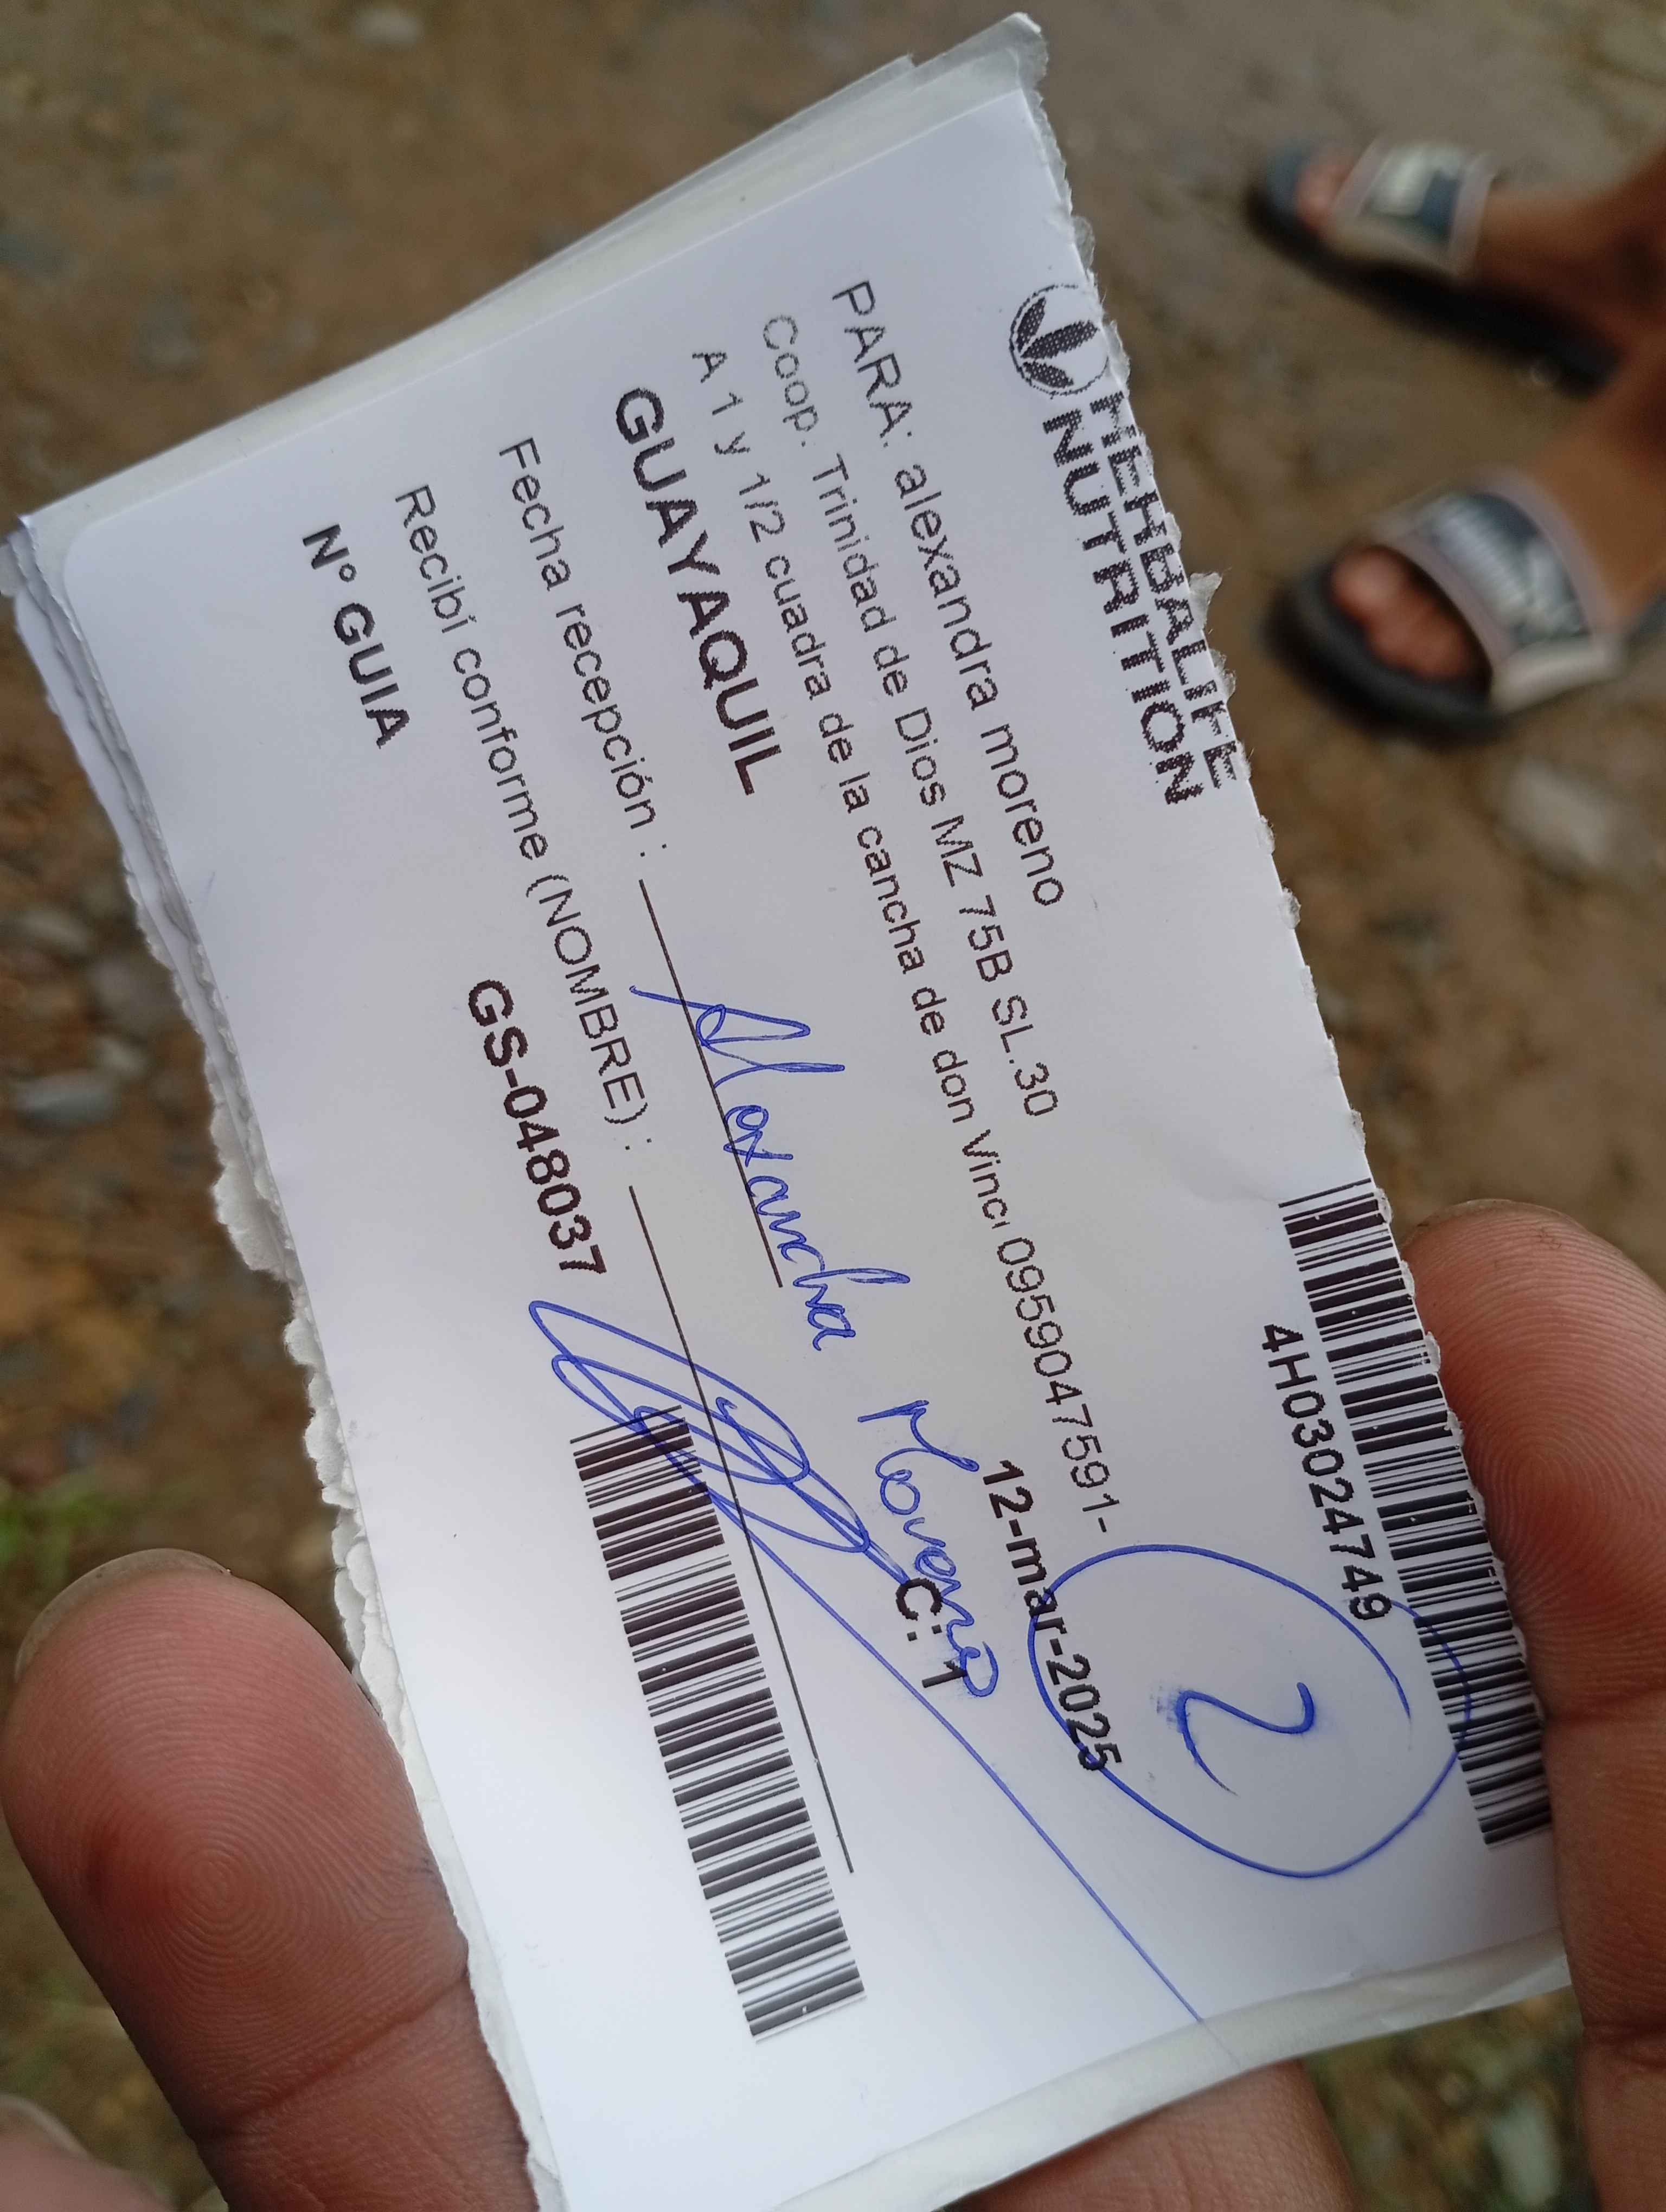 HERBALIFE
NUTRITION
4H03024749
2
PARA: alexandra moreno
Coop. Trinidad de Dios MZ 75B SL.30
A 1 y 1/2 cuadra de la cancha de don Vinci 0959047591-
GUAYAQUIL
12-mar-2025
Fecha recepción :
Alexandra Moreno
C: 1
Recibí conforme (NOMBRE) :
N° GUIA
GS-048037